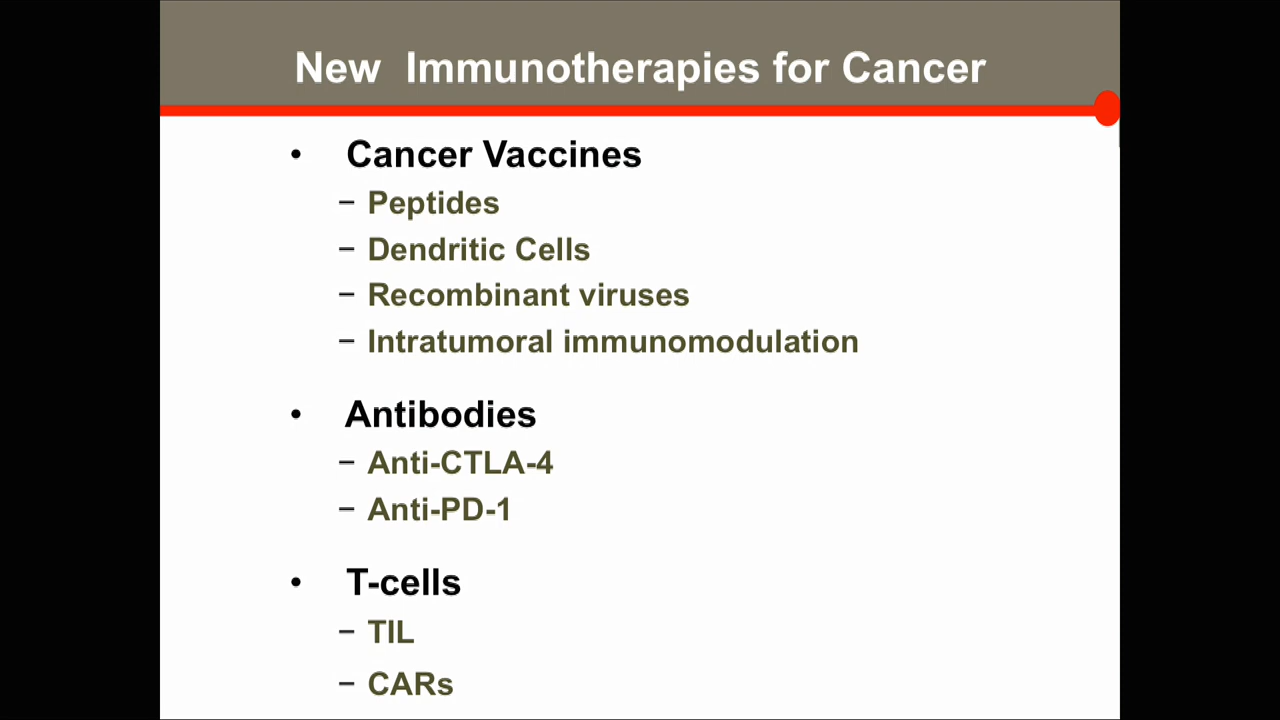 New  Immunotherapies for Cancer
• Cancer Vaccines
– Peptides
– Dendritic Cells
– Recombinant viruses
– Intratumoral immunomodulation
• Antibodies
– Anti-CTLA-4
– Anti-PD-1
• T-cells
– TIL
– CARs